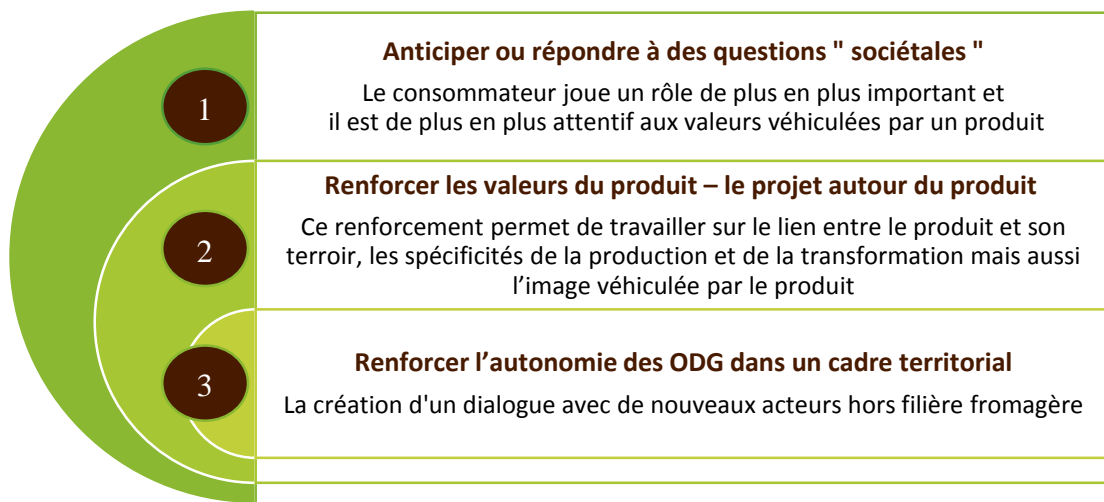 1
Anticiper ou répondre à des questions " sociétales "
Le consommateur joue un rôle de plus en plus important et
il est de plus en plus attentif aux valeurs véhiculées par un produit
2
Renforcer les valeurs du produit – le projet autour du produit
Ce renforcement permet de travailler sur le lien entre le produit et son
terroir, les spécificités de la production et de la transformation mais aussi
l’image véhiculée par le produit
3
Renforcer l’autonomie des ODG dans un cadre territorial
La création d'un dialogue avec de nouveaux acteurs hors filière fromagère